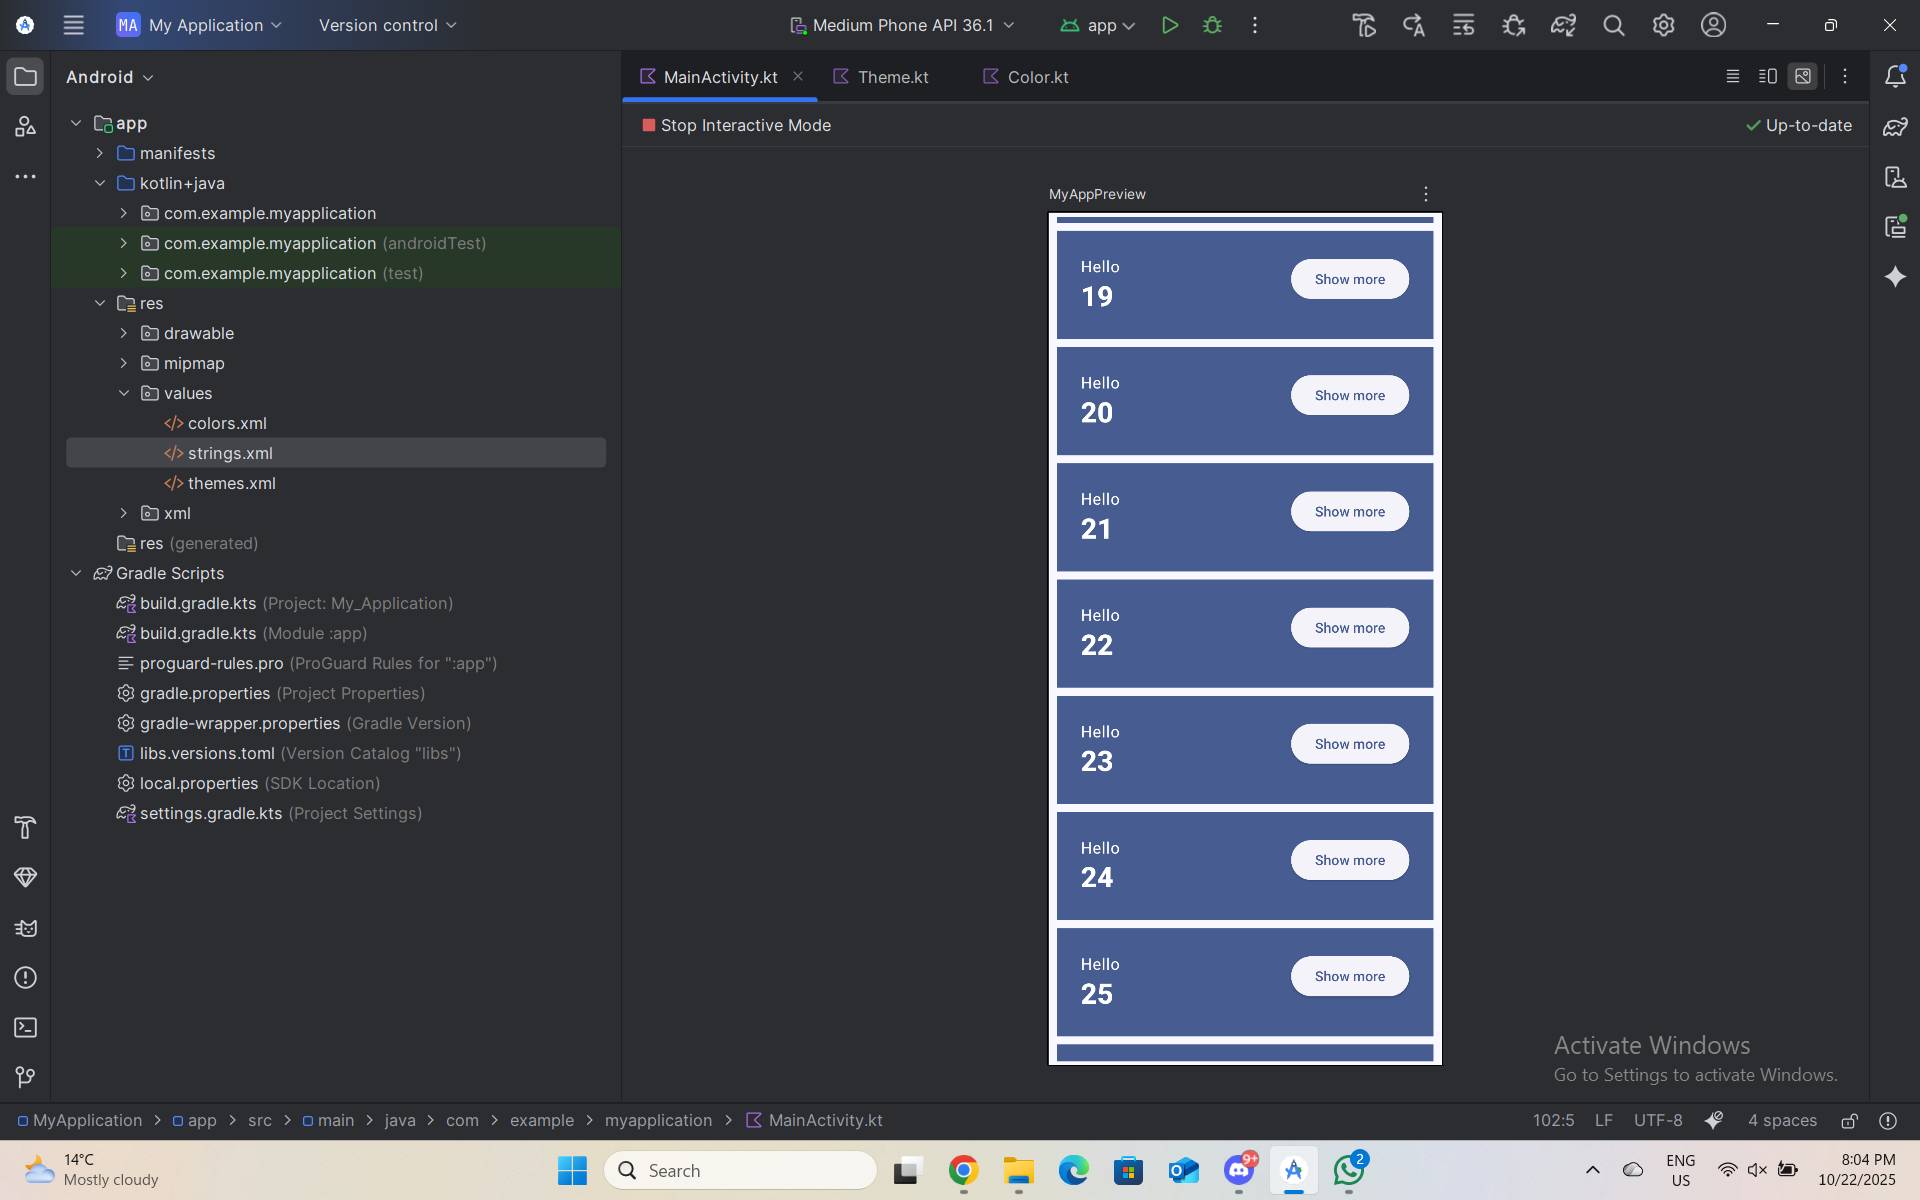 MA My Application
Version control
Medium Phone API 36.1
app
Android
MainActivity.kt
Theme.kt
Color.kt
Stop Interactive Mode
Up-to-date
app
manifests
kotlin+java
com.example.myapplication
com.example.myapplication (androidTest)
com.example.myapplication (test)
res
drawable
mipmap
values
</> colors.xml
</> strings.xml
</> themes.xml
xml
res (generated)
Gradle Scripts
build.gradle.kts (Project: My_Application)
build.gradle.kts (Module :app)
proguard-rules.pro (ProGuard Rules for ":app")
gradle.properties (Project Properties)
gradle-wrapper.properties (Gradle Version)
libs.versions.toml (Version Catalog "libs")
local.properties (SDK Location)
settings.gradle.kts (Project Settings)
MyAppPreview
Hello
19
Show more
Hello
20
Show more
Hello
21
Show more
Hello
22
Show more
Hello
23
Show more
Hello
24
Show more
Hello
25
Show more
Activate Windows
Go to Settings to activate Windows.
MyApplication > app > src > main > java > com > example > myapplication > MainActivity.kt
102:5 LF UTF-8 4 spaces
14°C
Mostly cloudy
Search
9+
2
ENG
US
8:04 PM
10/22/2025